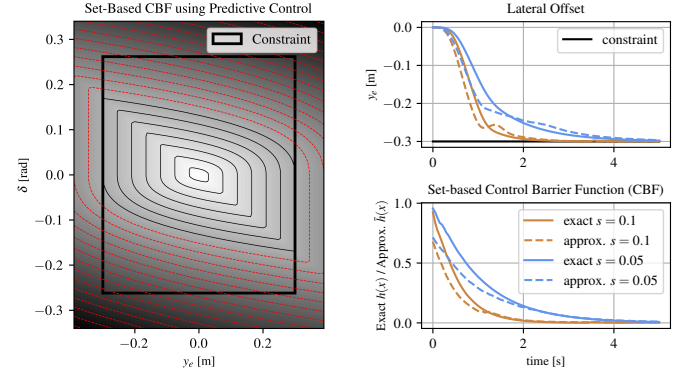 Set-Based CBF using Predictive Control
Constraint
0.3
0.2
0.1
0.0
−0.1
−0.2
−0.3
δ [rad]
−0.2
0.0
0.2
y_e [m]
Lateral Offset
constraint
0.0
−0.1
−0.2
−0.3
y_e [m]
0
2
4
Set-based Control Barrier Function (CBF)
exact s = 0.1
approx. s = 0.1
exact s = 0.05
approx. s = 0.05
1.0
0.5
0.0
Exact h(x) / Approx. h̃(x)
0
2
4
time [s]